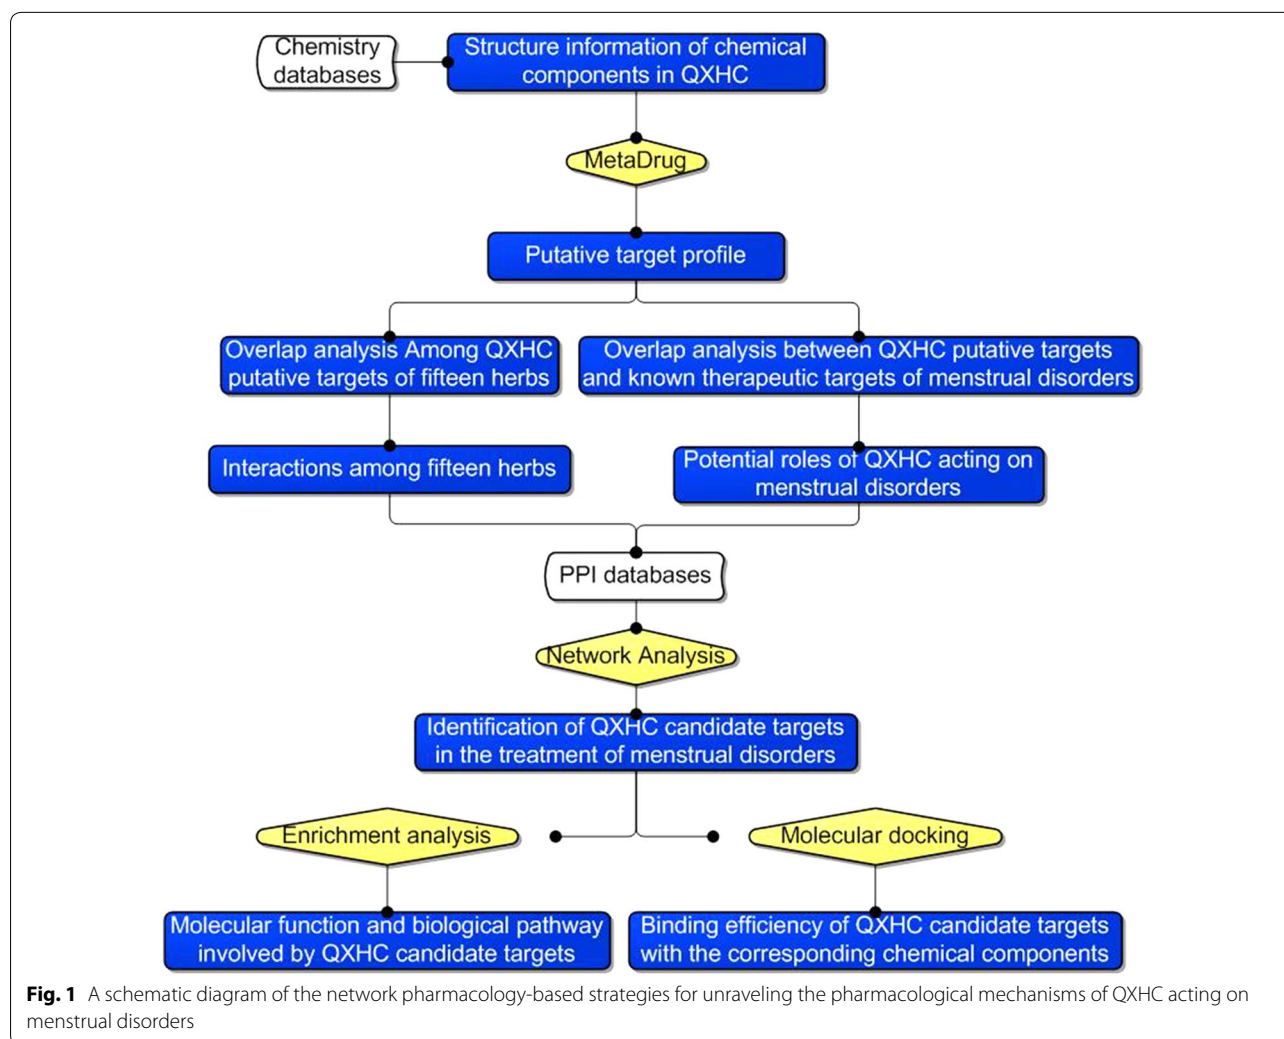 Chemistry
databases
Structure information of chemical
components in QXHC
MetaDrug
Putative target profile
Overlap analysis Among QXHC
putative targets of fifteen herbs
Overlap analysis between QXHC putative targets
and known therapeutic targets of menstrual disorders
Interactions among fifteen herbs
Potential roles of QXHC acting on
menstrual disorders
PPI databases
Network Analysis
Identification of QXHC candidate targets
in the treatment of menstrual disorders
Enrichment analysis
Molecular docking
Molecular function and biological pathway
involved by QXHC candidate targets
Binding efficiency of QXHC candidate targets
with the corresponding chemical components
Fig. 1 A schematic diagram of the network pharmacology-based strategies for unraveling the pharmacological mechanisms of QXHC acting on
menstrual disorders